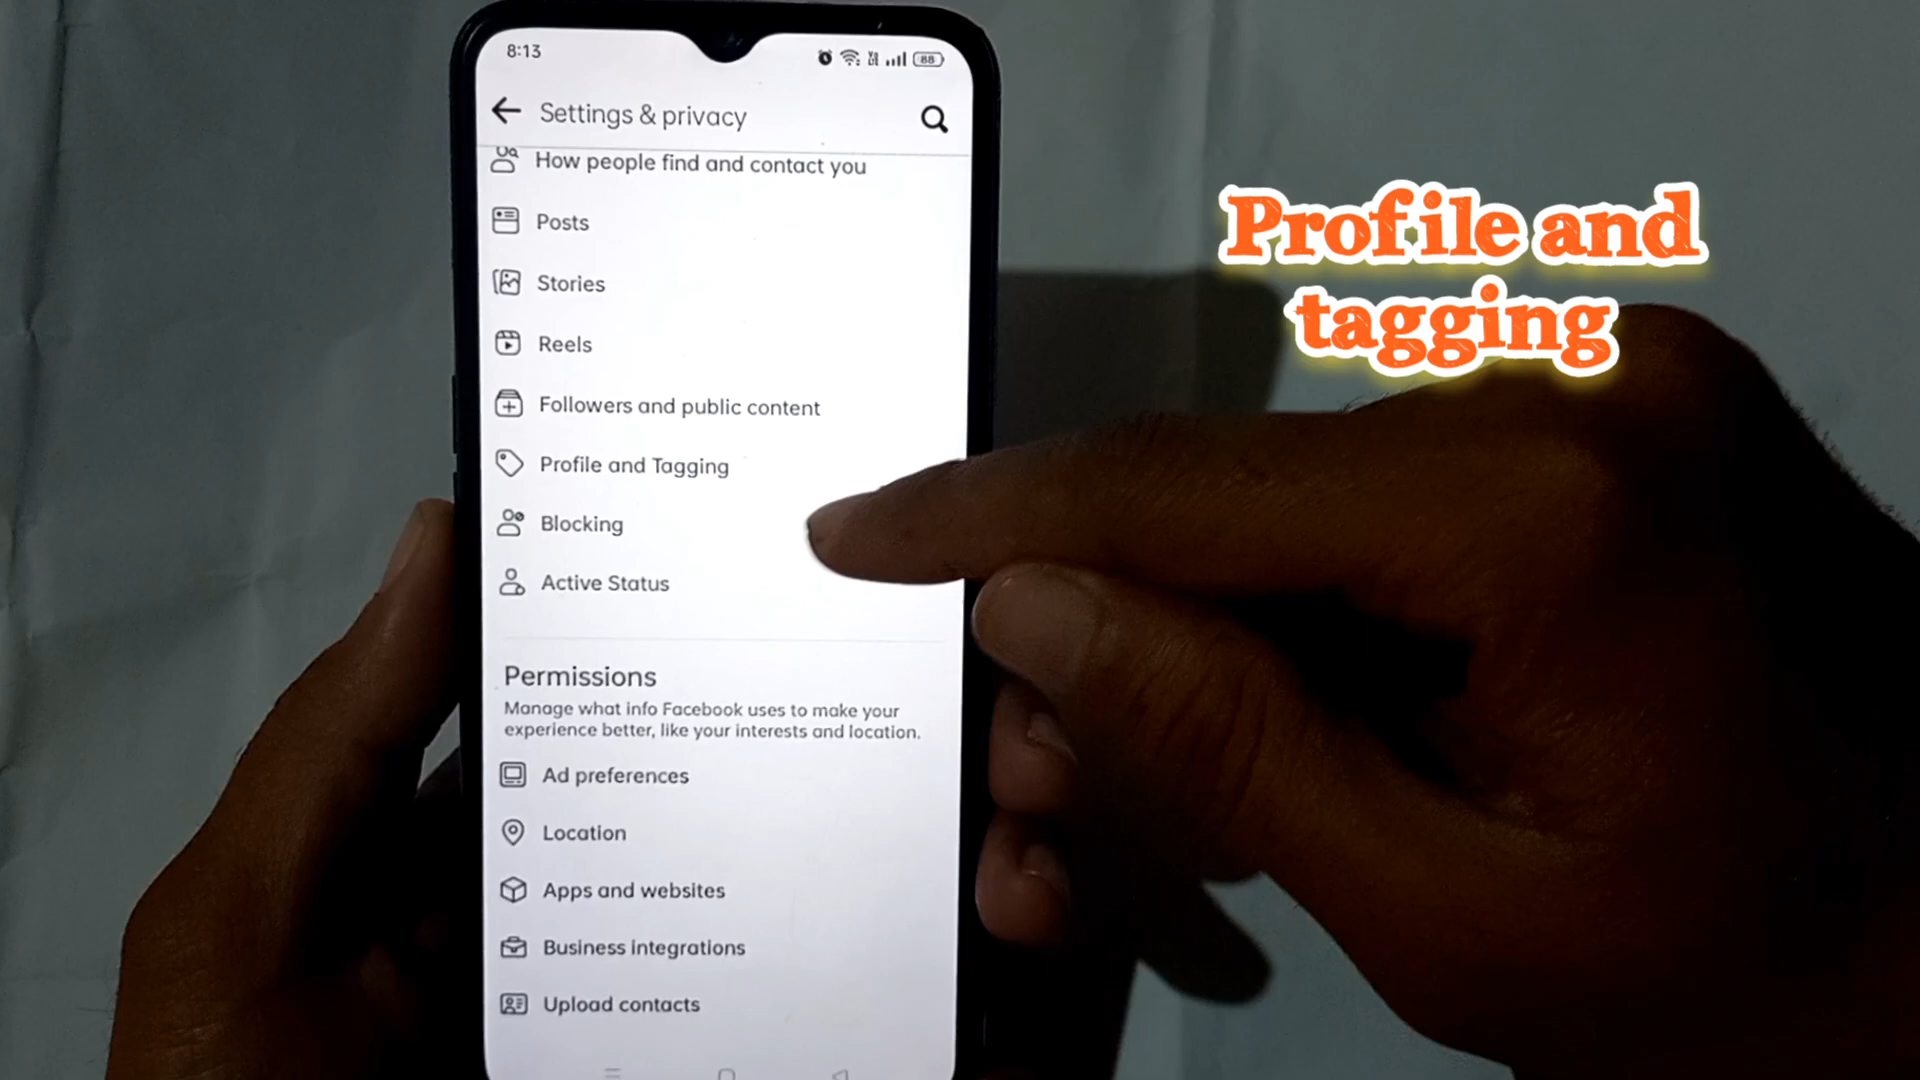 8:13
88
Settings & privacy
How people find and contact you
Posts
Stories
Reels
Followers and public content
Profile and Tagging
Blocking
Active Status
Permissions
Manage what info Facebook uses to make your
experience better, like your interests and location.
Ad preferences
Location
Apps and websites
Business integrations
Upload contacts
Profile and
tagging